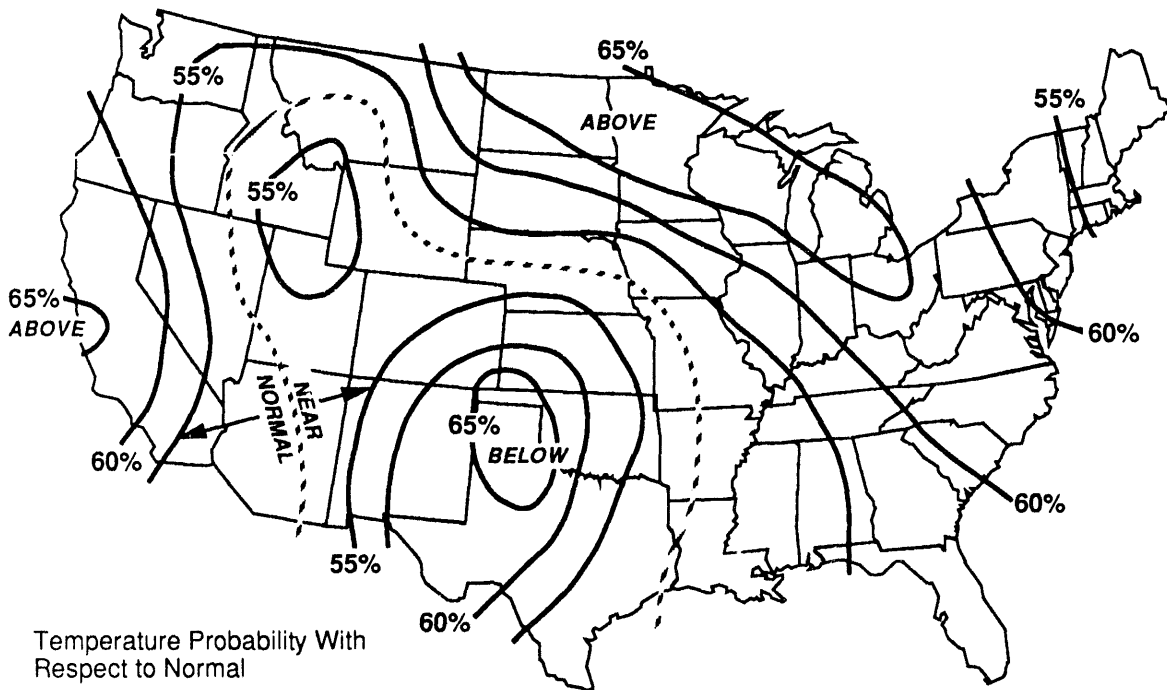 65%
55%
55%
ABOVE
55%
65%
ABOVE
60%
NEAR
NORMAL
65%
BELOW
60%
60%
55%
60%
Temperature Probability With
Respect to Normal